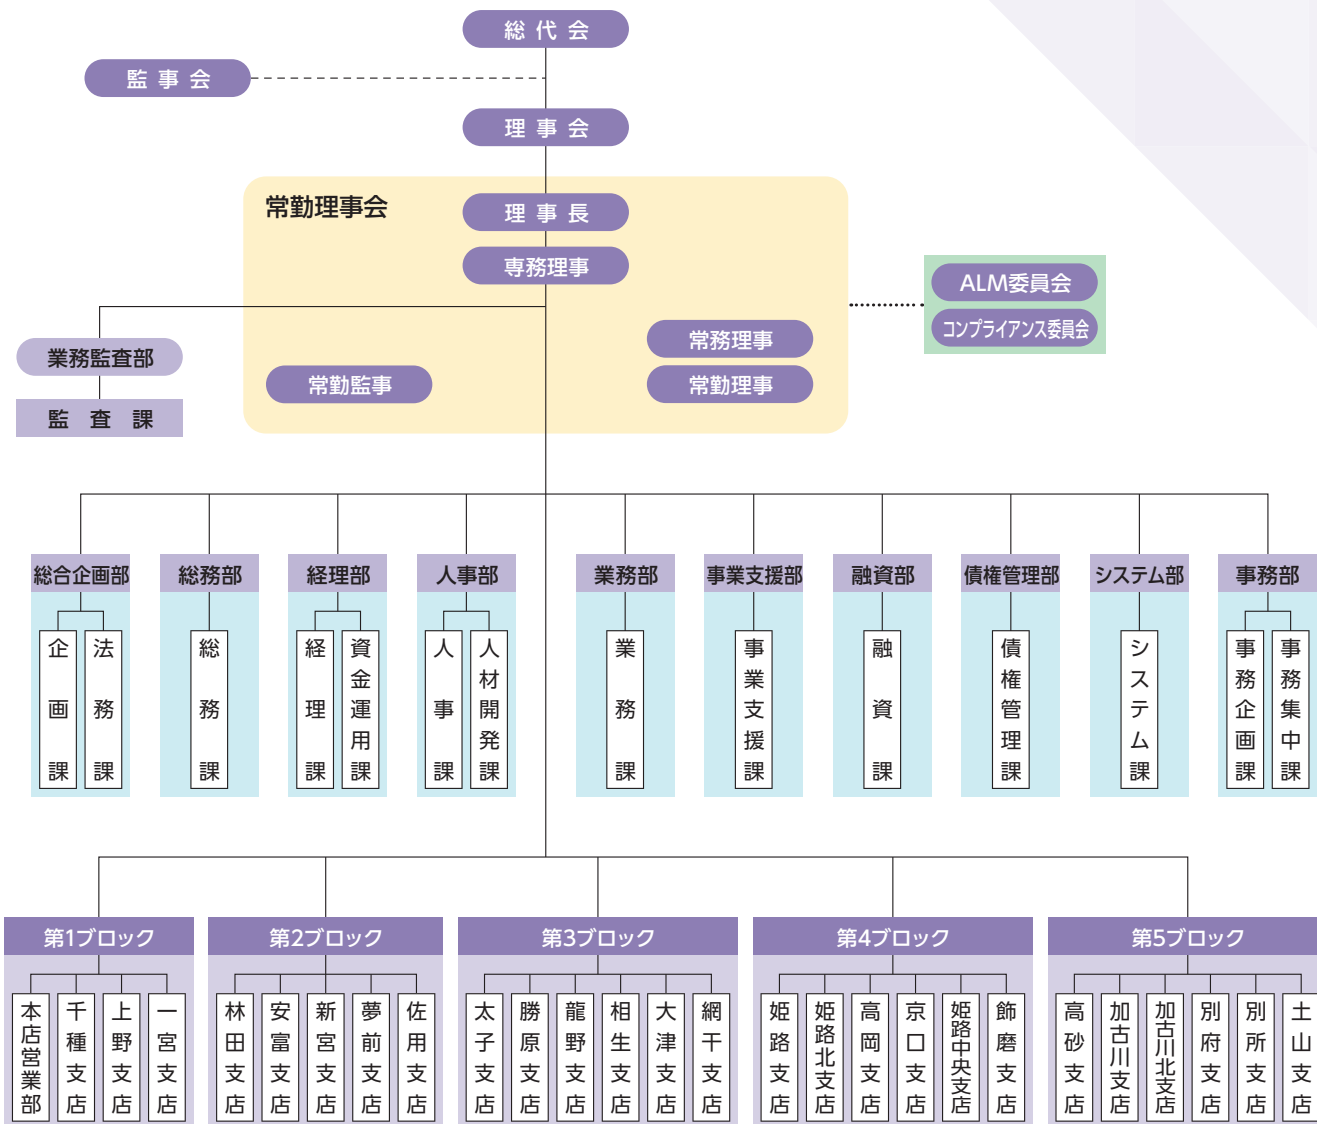 総代会
監事会
理事会
常勤理事会
理事長
専務理事
ALM委員会
コンプライアンス委員会
常務理事
業務監査部
常勤監事
常勤理事
監査課
総合企画部
総務部
経理部
人事部
業務部
事業支援部
融資部
債権管理部
システム部
事務部
企画課
法務課
総務課
経理課
資金運用課
人事課
人材開発課
業務課
事業支援課
融資課
債権管理課
システム課
事務企画課
事務集中課
第1ブロック
第2ブロック
第3ブロック
第4ブロック
第5ブロック
本店営業部
千種支店
上野支店
一宮支店
林田支店
安富支店
新宮支店
夢前支店
佐用支店
太子支店
勝原支店
龍野支店
相生支店
大津支店
網干支店
姫路支店
姫路北支店
高岡支店
京口支店
姫路中央支店
飾磨支店
高砂支店
加古川支店
加古川北支店
別府支店
別所支店
土山支店